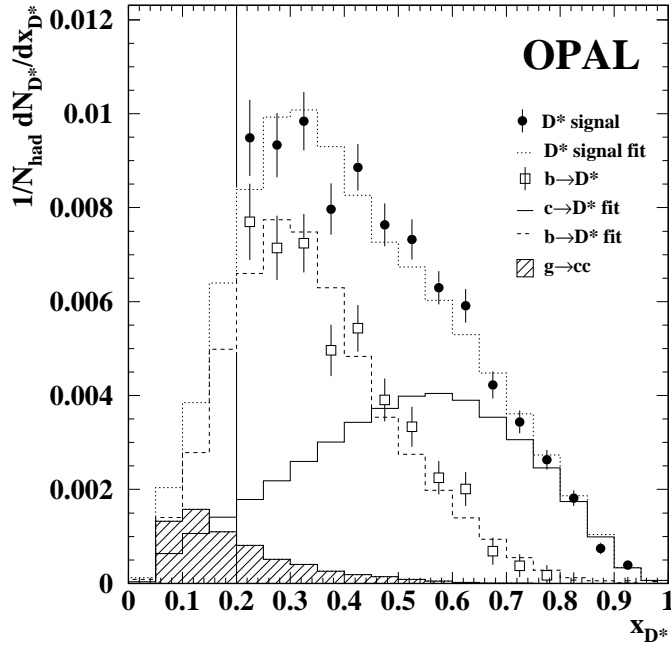 1/N_had dN_D*/dx_D*
0.012
0.01
0.008
0.006
0.004
0.002
0
OPAL
D* signal
D* signal fit
b→D*
c→D* fit
b→D* fit
g→cc
0 0.1 0.2 0.3 0.4 0.5 0.6 0.7 0.8 0.9 1
x_D*